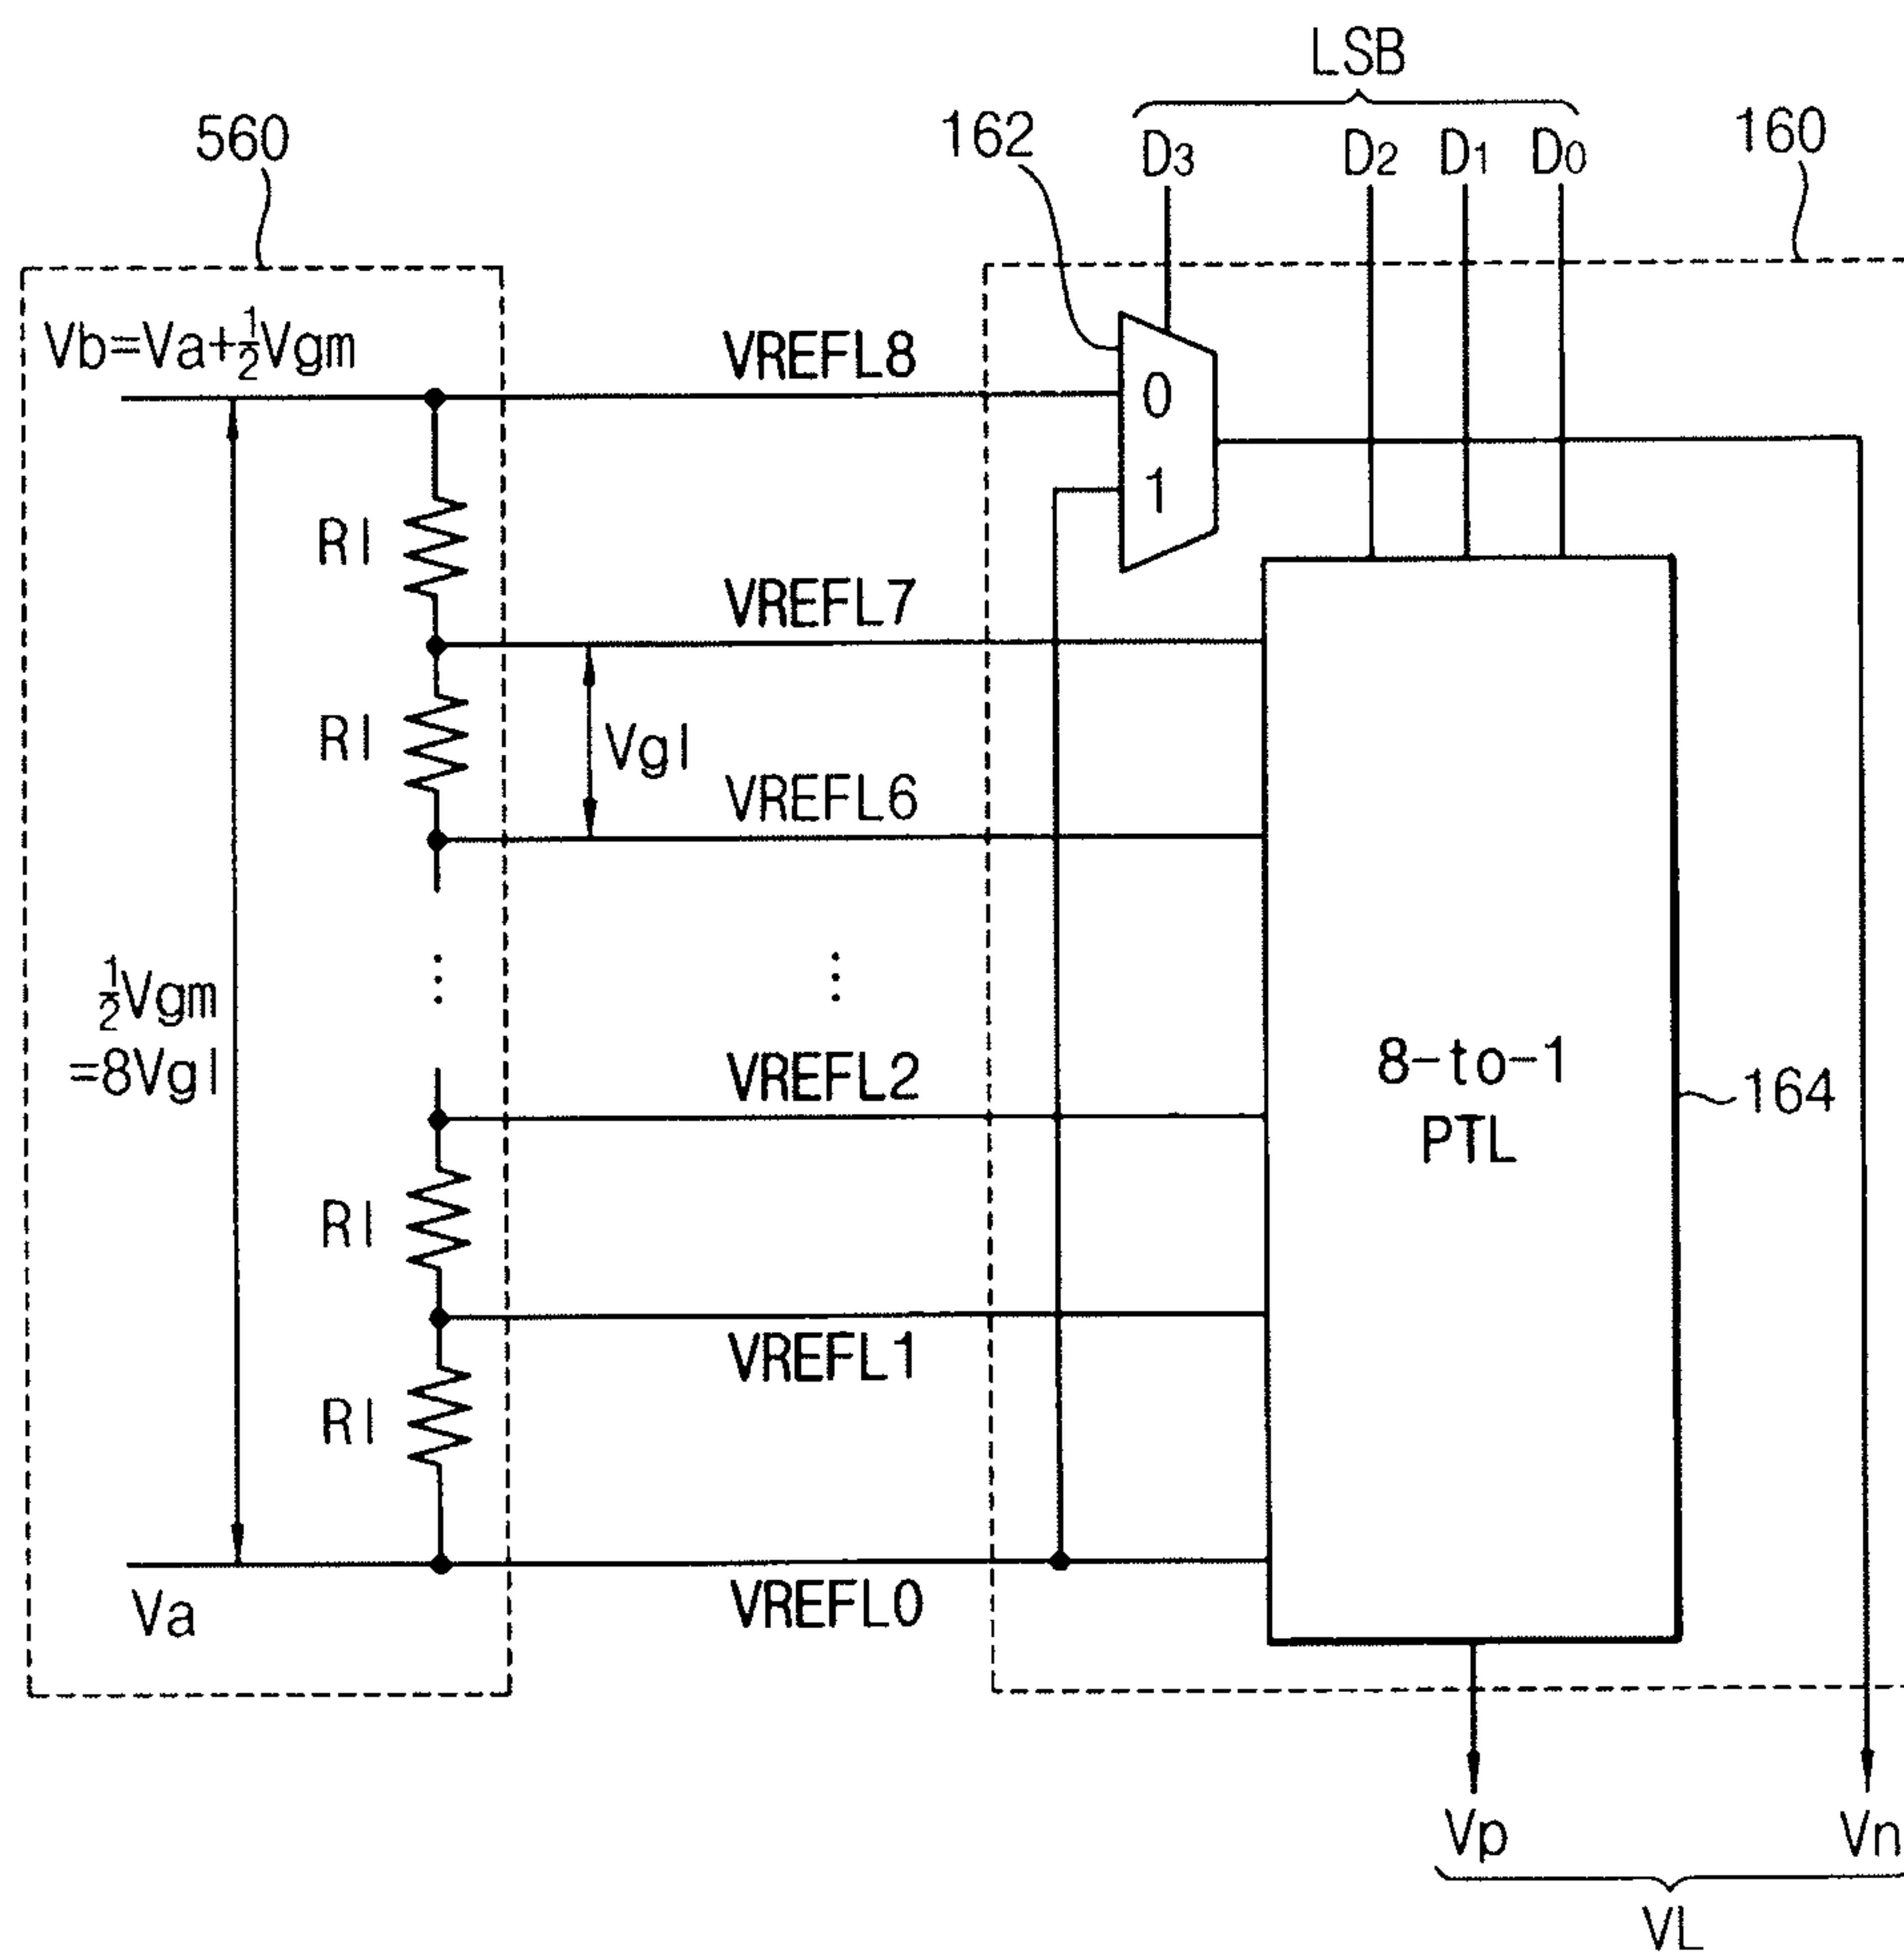 LSB
560
162
D3
D2
D1
D0
160
Vb=Va+½Vgm
VREFL8
0
1
Rl
VREFL7
Rl
Vgl
VREFL6
⋮
⋮
½Vgm
=8Vgl
VREFL2
8-to-1
PTL
164
Rl
VREFL1
Rl
Va
VREFL0
Vp
Vn
VL